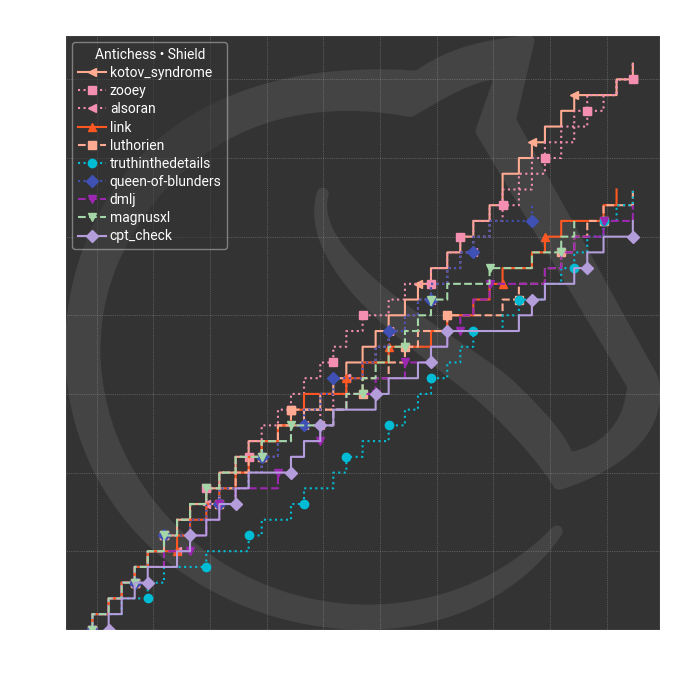 Antichess • Shield
kotov_syndrome
zooey
alsoran
link
luthorien
truthinthedetails
queen-of-blunders
dmlj
magnusxl
cpt_check